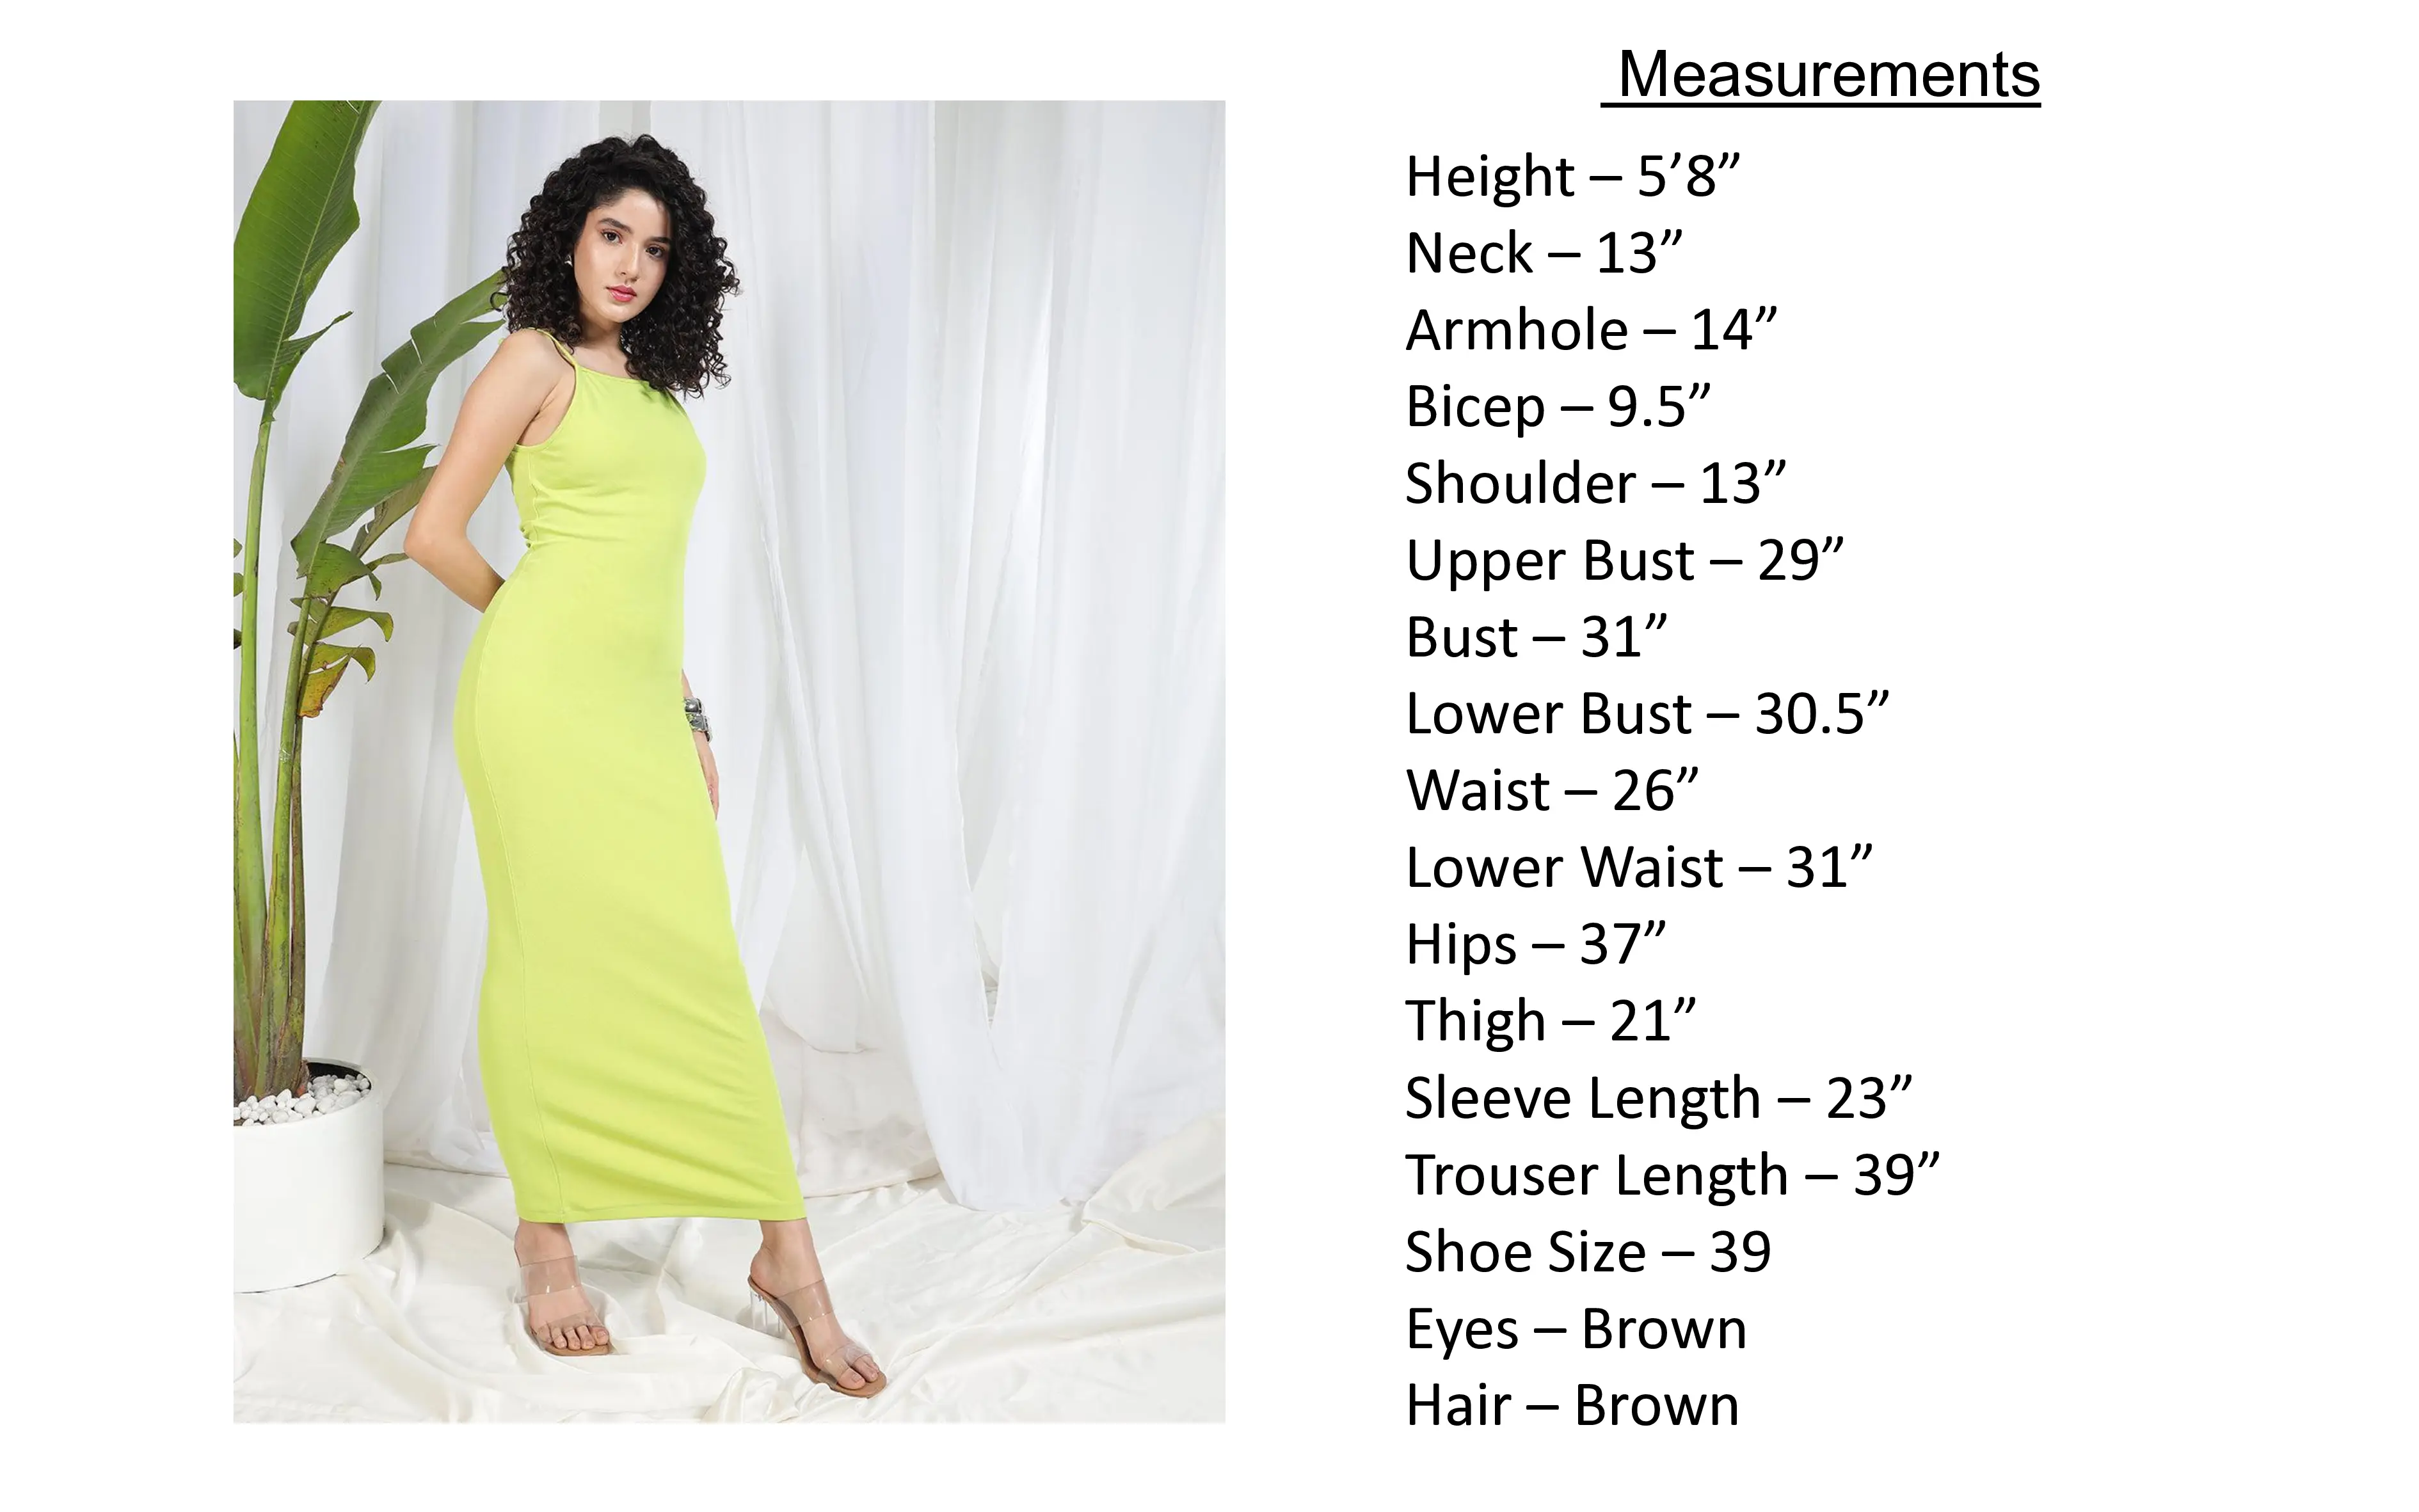 Measurements
Height – 5’8”
Neck – 13”
Armhole – 14”
Bicep – 9.5”
Shoulder – 13”
Upper Bust – 29”
Bust – 31”
Lower Bust – 30.5”
Waist – 26”
Lower Waist – 31”
Hips – 37”
Thigh – 21”
Sleeve Length – 23”
Trouser Length – 39”
Shoe Size – 39
Eyes – Brown
Hair – Brown